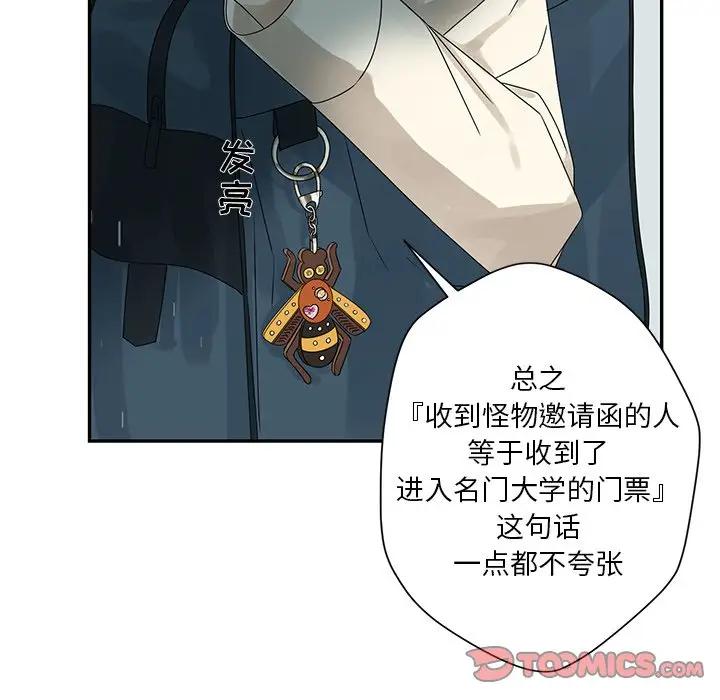 发亮
总之
『收到怪物邀请函的人
等于收到了
进入名门大学的门票』
这句话
一点都不夸张
TOOMICS.COM